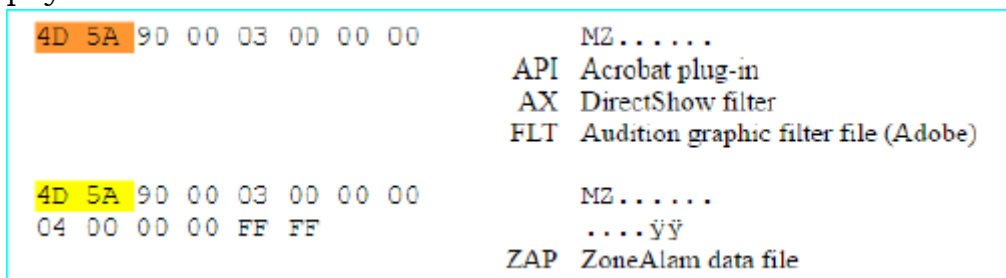 4D 5A 90 00 03 00 00 00 MZ......
API Acrobat plug-in
AX DirectShow filter
FLT Audition graphic filter file (Adobe)
4D 5A 90 00 03 00 00 00 MZ......
04 00 00 00 FF FF ....ÿÿ
ZAP ZoneAlam data file